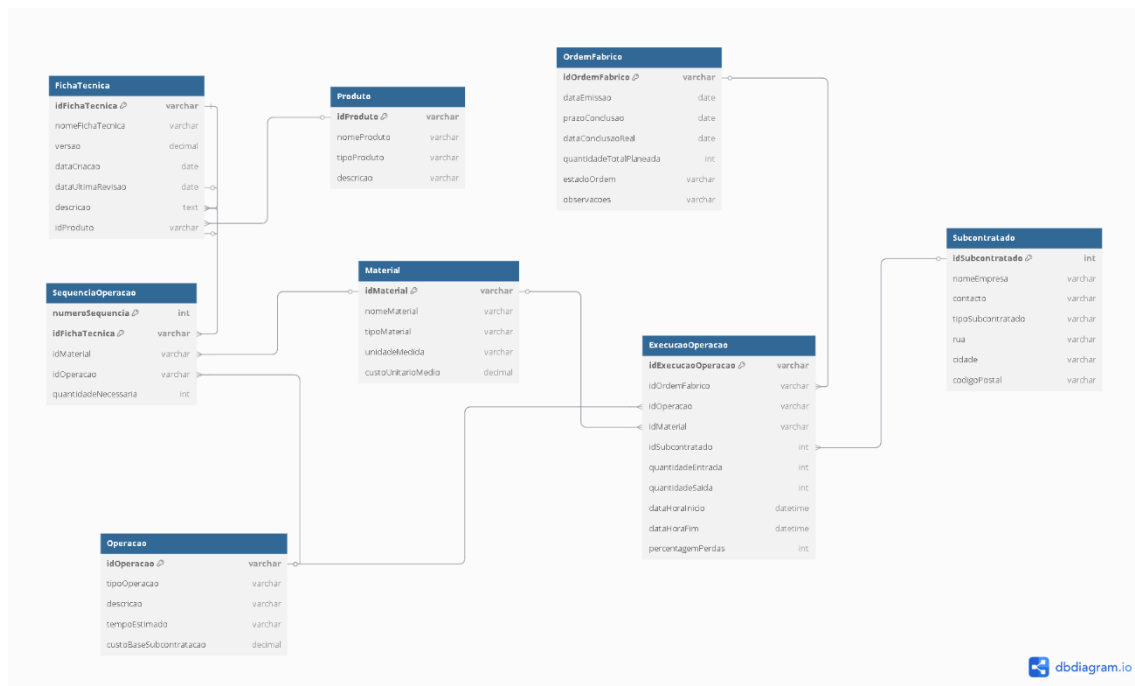 OrdemFabrico
idOrdemFabrico varchar
dataEmissao date
prazoConclusao date
dataConclusaoReal date
quantidadeTotalPlaneada int
estadoOrdem varchar
observacoes varchar
FichaTecnica
idFichaTecnica varchar
nomeFichaTecnica varchar
versao decimal
dataCriacao date
dataUltimaRevisao date
descricao text
idProduto varchar
Produto
idProduto varchar
nomeProduto varchar
tipoProduto varchar
descricao varchar
Subcontratado
idSubcontratado int
nomeEmpresa varchar
contacto varchar
tipoSubcontratado varchar
rua varchar
cidade varchar
codigoPostal varchar
Material
idMaterial varchar
nomeMaterial varchar
tipoMaterial varchar
unidadeMedida varchar
custoUnitarioMedio decimal
SequenciaOperacao
numeroSequencia int
idFichaTecnica varchar
idMaterial varchar
idOperacao varchar
quantidadeNecessaria int
ExecucaoOperacao
idExecucaoOperacao varchar
idOrdemFabrico varchar
idOperacao varchar
idMaterial varchar
idSubcontratado int
quantidadeEntrada int
quantidadeSaida int
dataHoraInicio datetime
dataHoraFim datetime
percentagemPerdas int
Operacao
idOperacao varchar
tipoOperacao varchar
descricao varchar
tempoEstimado varchar
custoBaseSubcontratacao decimal
dbdiagram.io